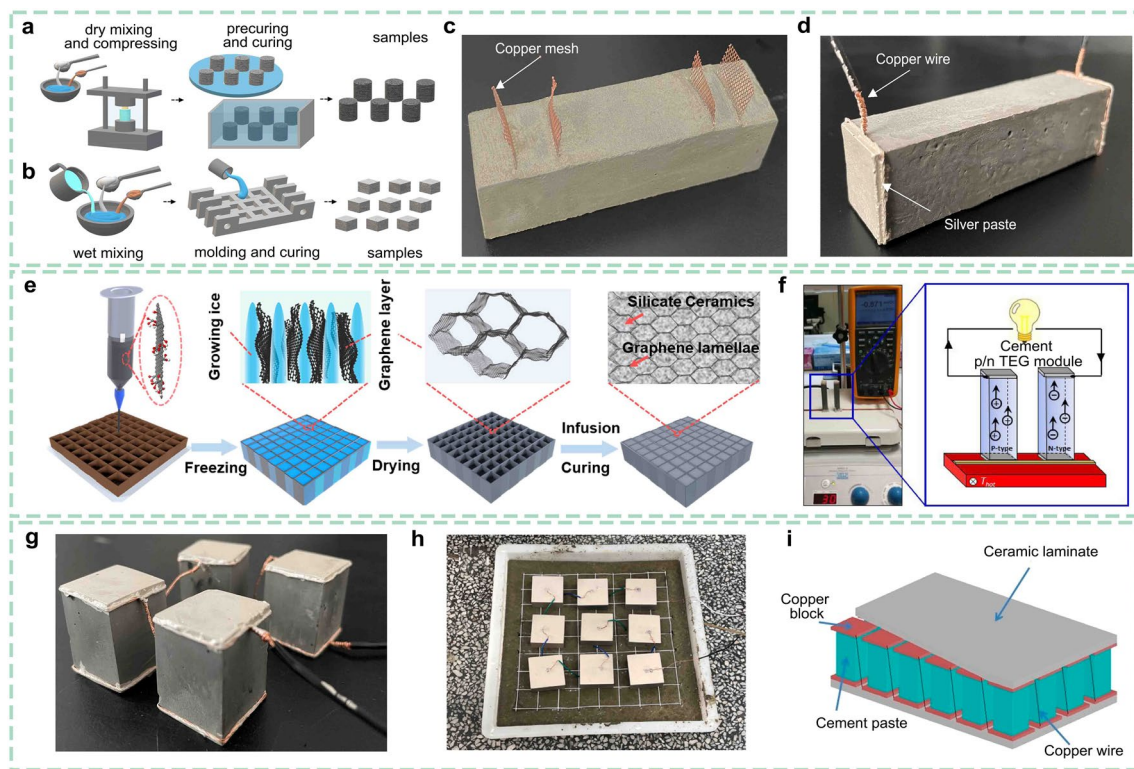 a
dry mixing
and compressing
precuring
and curing
samples
b
wet mixing
molding and curing
samples
c
Copper mesh
d
Copper wire
Silver paste
e
Growing ice
Graphene layer
Silicate Ceramics
Graphene lamellae
Freezing
Drying
Infusion
Curing
f
Cement
p/n TEG module
P-type
N-type
T_hot
g
h
i
Ceramic laminate
Copper
block
Cement paste
Copper wire